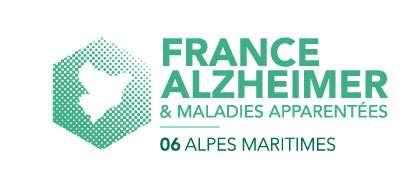 FRANCE
ALZHEIMER
& MALADIES APPARENTÉES
06 ALPES MARITIMES